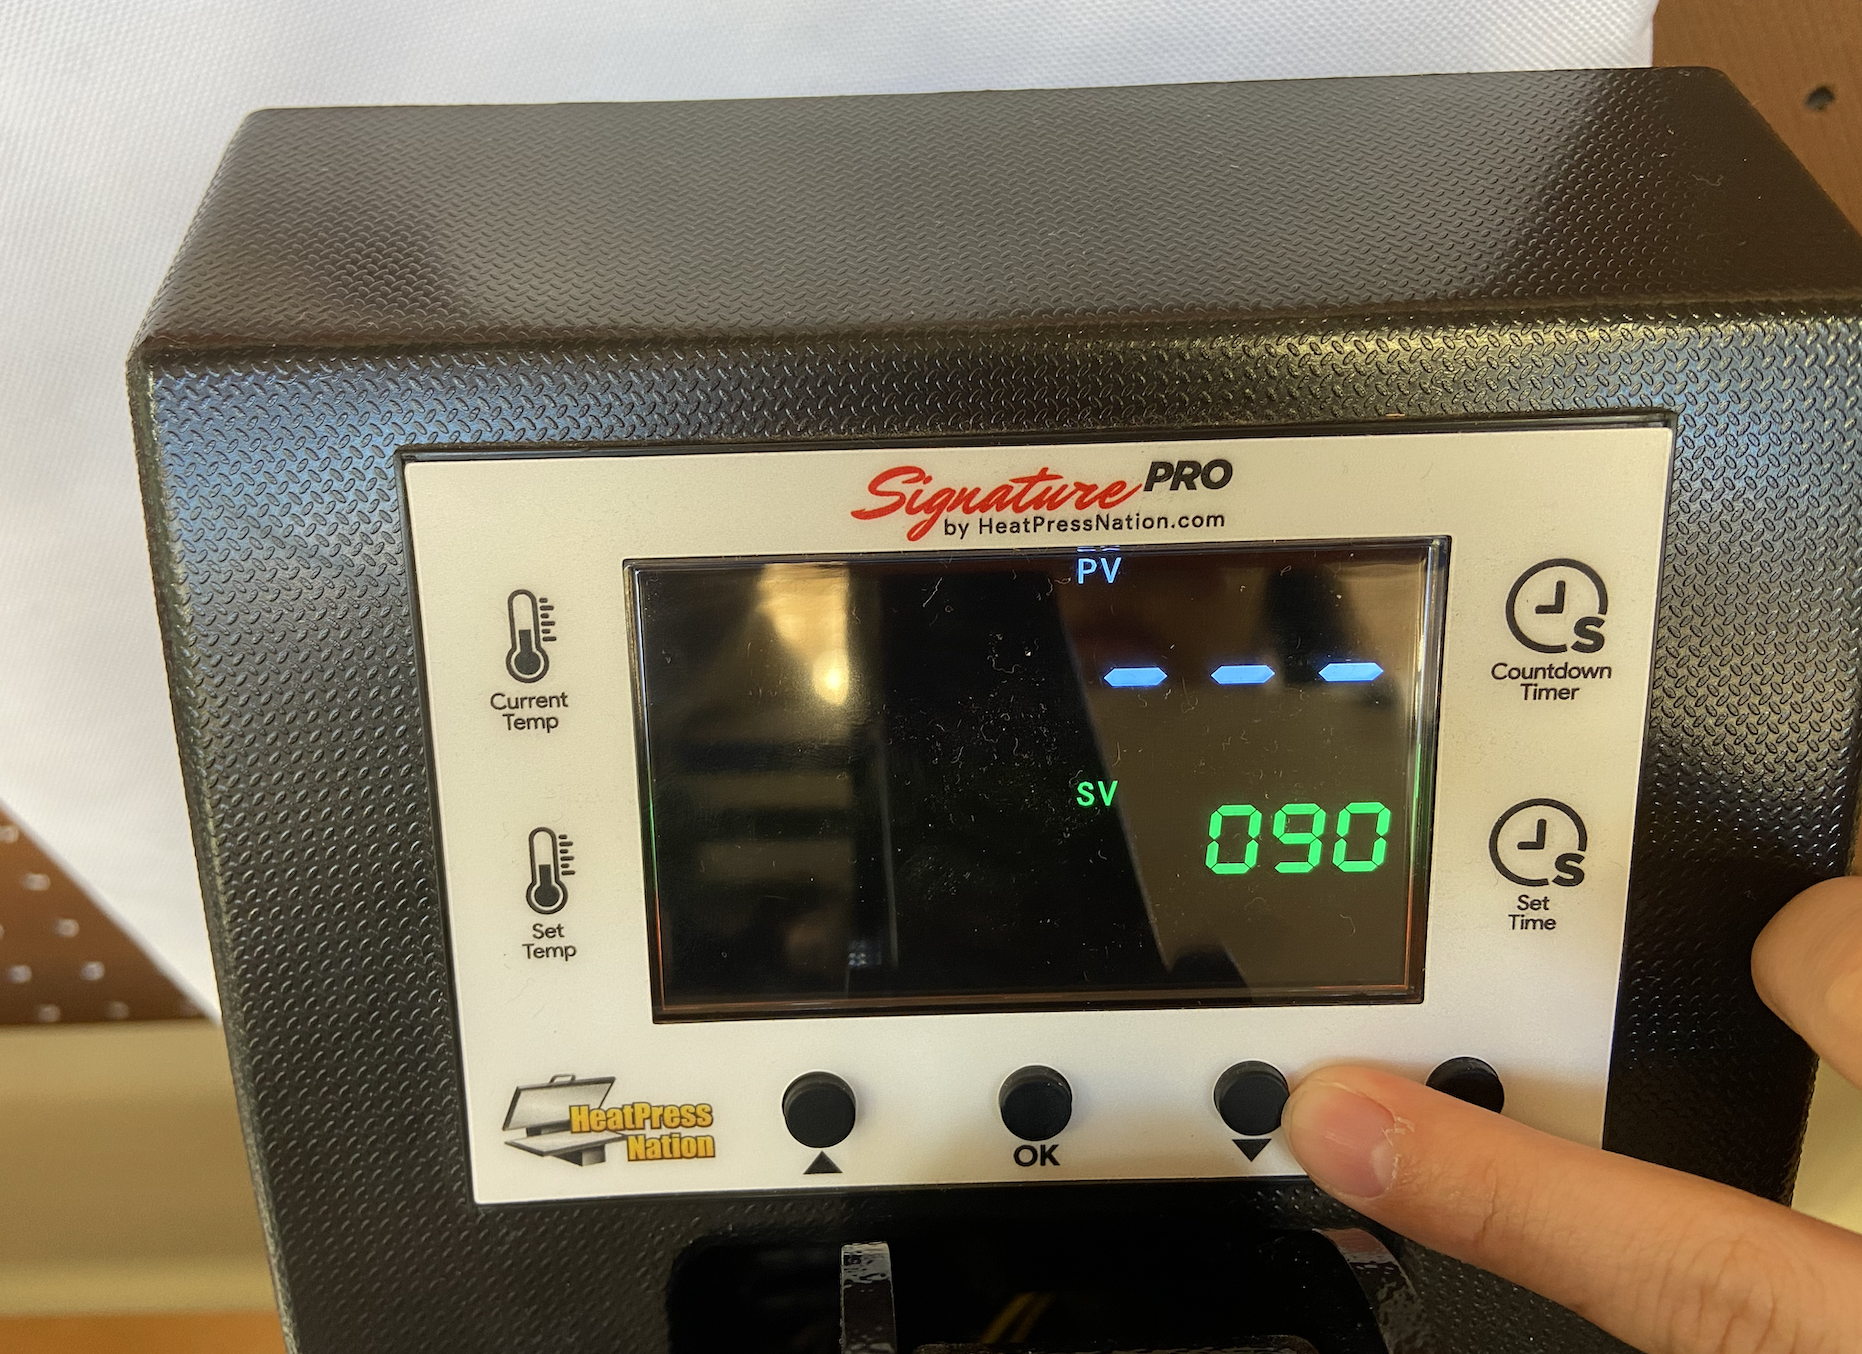 Signature PRO
by HeatPressNation.com
Current
Temp
PV
- - -
S
Countdown
Timer
Set
Temp
SV
090
S
Set
Time
HeatPress
Nation
OK